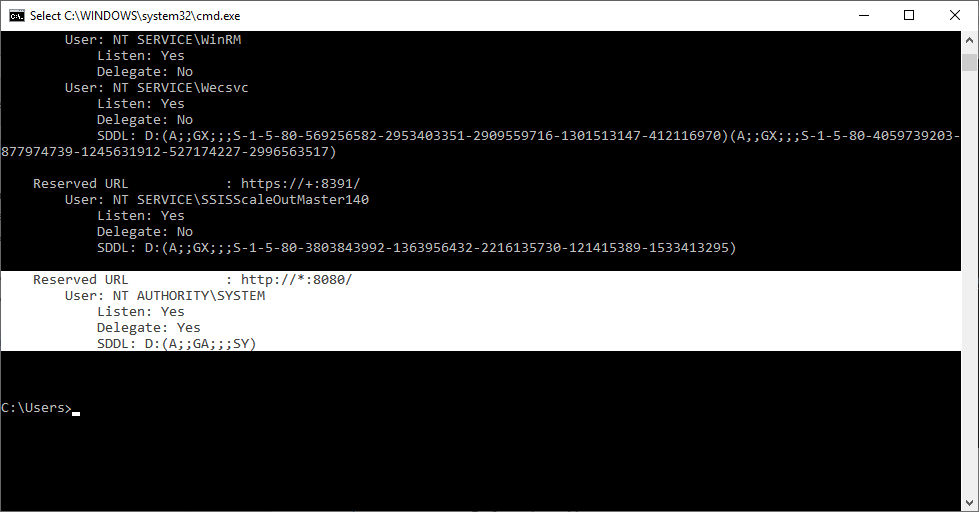 Select C:\WINDOWS\system32\cmd.exe
User: NT SERVICE\WinRM
Listen: Yes
Delegate: No
User: NT SERVICE\Wecsvc
Listen: Yes
Delegate: No
SDDL: D:(A;;GX;;;S-1-5-80-569256582-2953403351-2909559716-1301513147-412116970)(A;;GX;;;S-1-5-80-4059739203-
877974739-1245631912-527174227-2996563517)
Reserved URL : https://+:8391/
User: NT SERVICE\SSISScaleOutMaster140
Listen: Yes
Delegate: No
SDDL: D:(A;;GX;;;S-1-5-80-3803843992-1363956432-2216135730-121415389-1533413295)
Reserved URL : http://*:8080/
User: NT AUTHORITY\SYSTEM
Listen: Yes
Delegate: Yes
SDDL: D:(A;;GA;;;SY)
C:\Users>